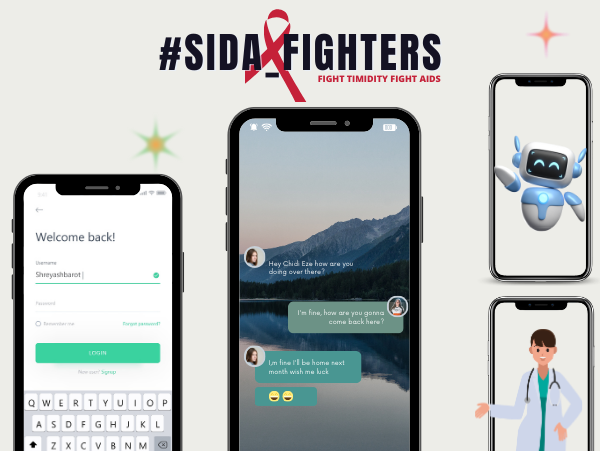 #SIDA_FIGHTERS
FIGHT TIMIDITY FIGHT AIDS
Welcome back!
Username
Shreyashbarot
Password
Remember me
Forgot password?
LOGIN
New user? Signup
Q W E R T Y U I O P
A S D F G H J K L
Z X C V B N M
Hey Chidi Eze how are you
doing over there?
I'm fine, how are you gonna
come back here?
I,m fine I'll be home next
month wish me luck